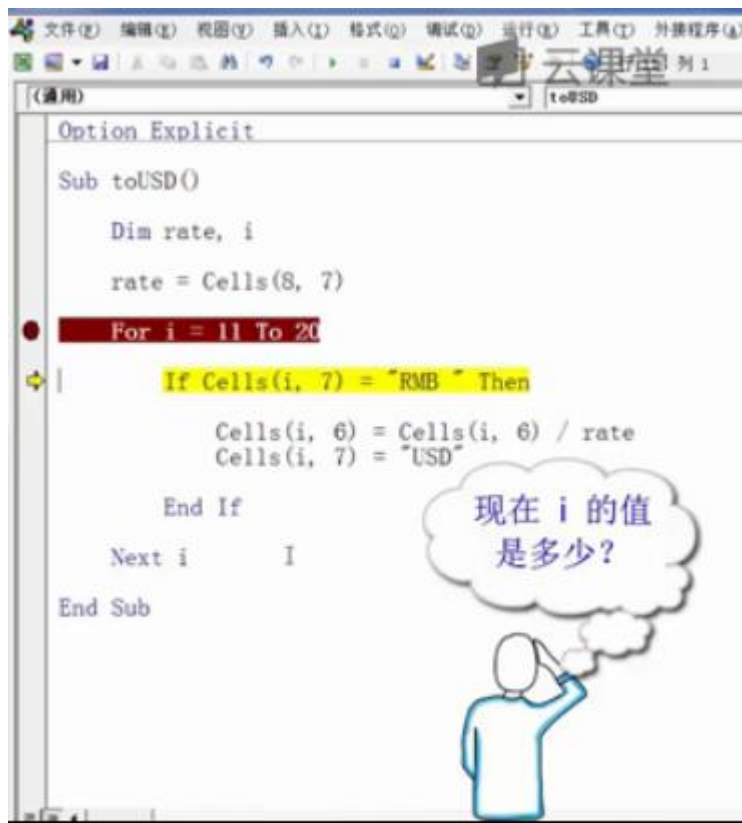 文件(F) 编辑(E) 视图(V) 插入(I) 格式(O) 调试(D) 运行(R) 工具(T) 外接程序(A)
云课堂
列 1
(通用)
toUSD
Option Explicit
Sub toUSD()
Dim rate, i
rate = Cells(8, 7)
For i = 11 To 20
If Cells(i, 7) = "RMB " Then
Cells(i, 6) = Cells(i, 6) / rate
Cells(i, 7) = "USD"
End If
Next i
End Sub
现在 i 的值
是多少?